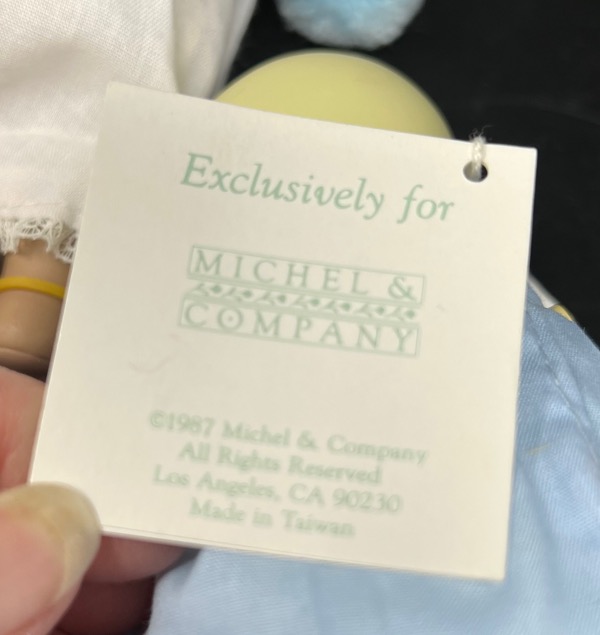 Exclusively for
MICHEL &
COMPANY
©1987 Michel & Company
All Rights Reserved
Los Angeles, CA 90230
Made in Taiwan